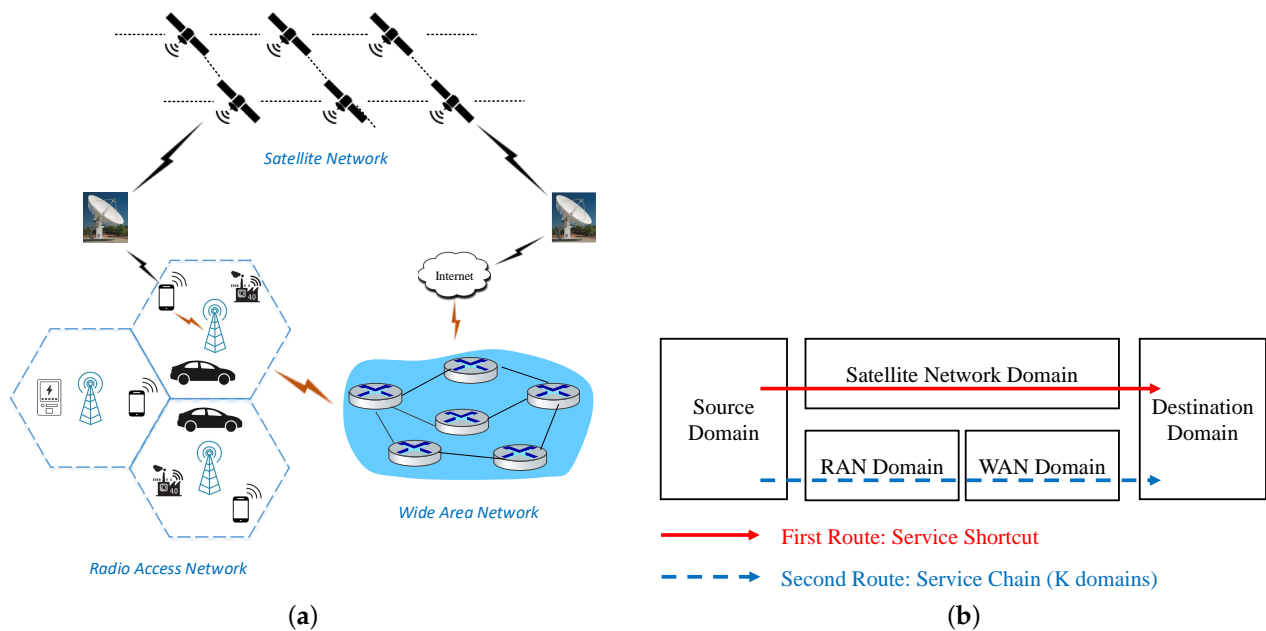 Satellite Network
Internet
Wide Area Network
Radio Access Network
(a)
Source
Domain
Satellite Network Domain
RAN Domain
WAN Domain
Destination
Domain
First Route: Service Shortcut
Second Route: Service Chain (K domains)
(b)